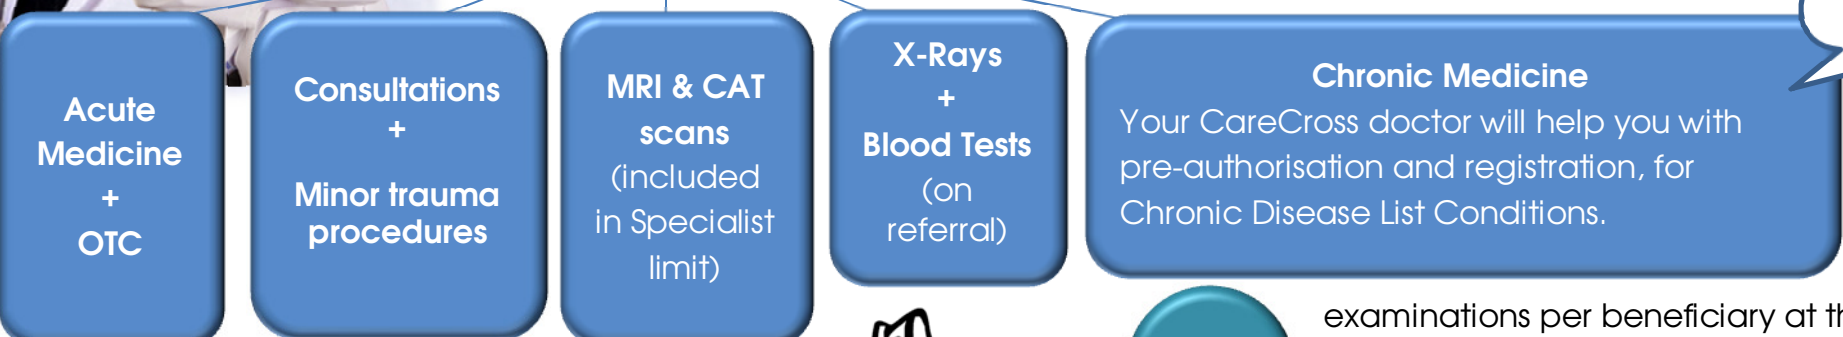 Acute
Medicine
+
OTC
Consultations
+
Minor trauma
procedures
MRI & CAT
scans
(included
in Specialist
limit)
X-Rays
+
Blood Tests
(on
referral)
Chronic Medicine
Your CareCross doctor will help you with
pre-authorisation and registration, for
Chronic Disease List Conditions.
examinations per beneficiary at